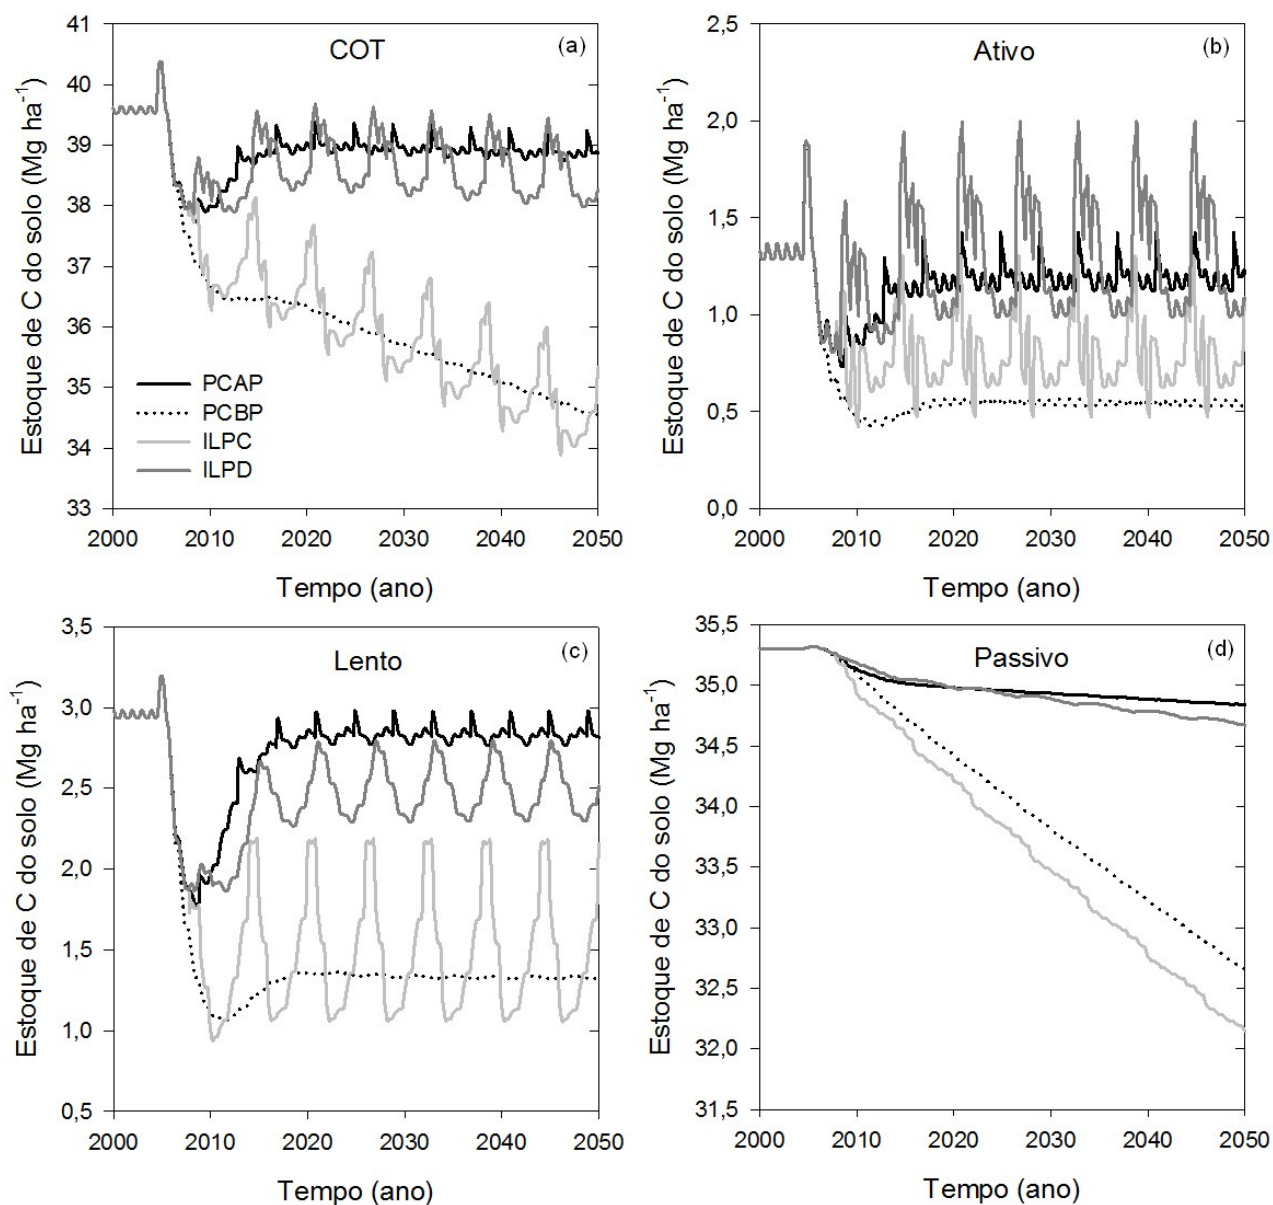 COT
(a)
Estoque de C do solo (Mg ha-1)
41
40
39
38
37
36
35
34
33
PCAP
PCBP
ILPC
ILPD
2000 2010 2020 2030 2040 2050
Tempo (ano)
Ativo
(b)
Estoque de C do solo (Mg ha-1)
2,5
2,0
1,5
1,0
0,5
0,0
2000 2010 2020 2030 2040 2050
Tempo (ano)
Lento
(c)
Estoque de C do solo (Mg ha-1)
3,5
3,0
2,5
2,0
1,5
1,0
0,5
2000 2010 2020 2030 2040 2050
Tempo (ano)
Passivo
(d)
Estoque de C do solo (Mg ha-1)
35,5
35,0
34,5
34,0
33,5
33,0
32,5
32,0
31,5
2000 2010 2020 2030 2040 2050
Tempo (ano)